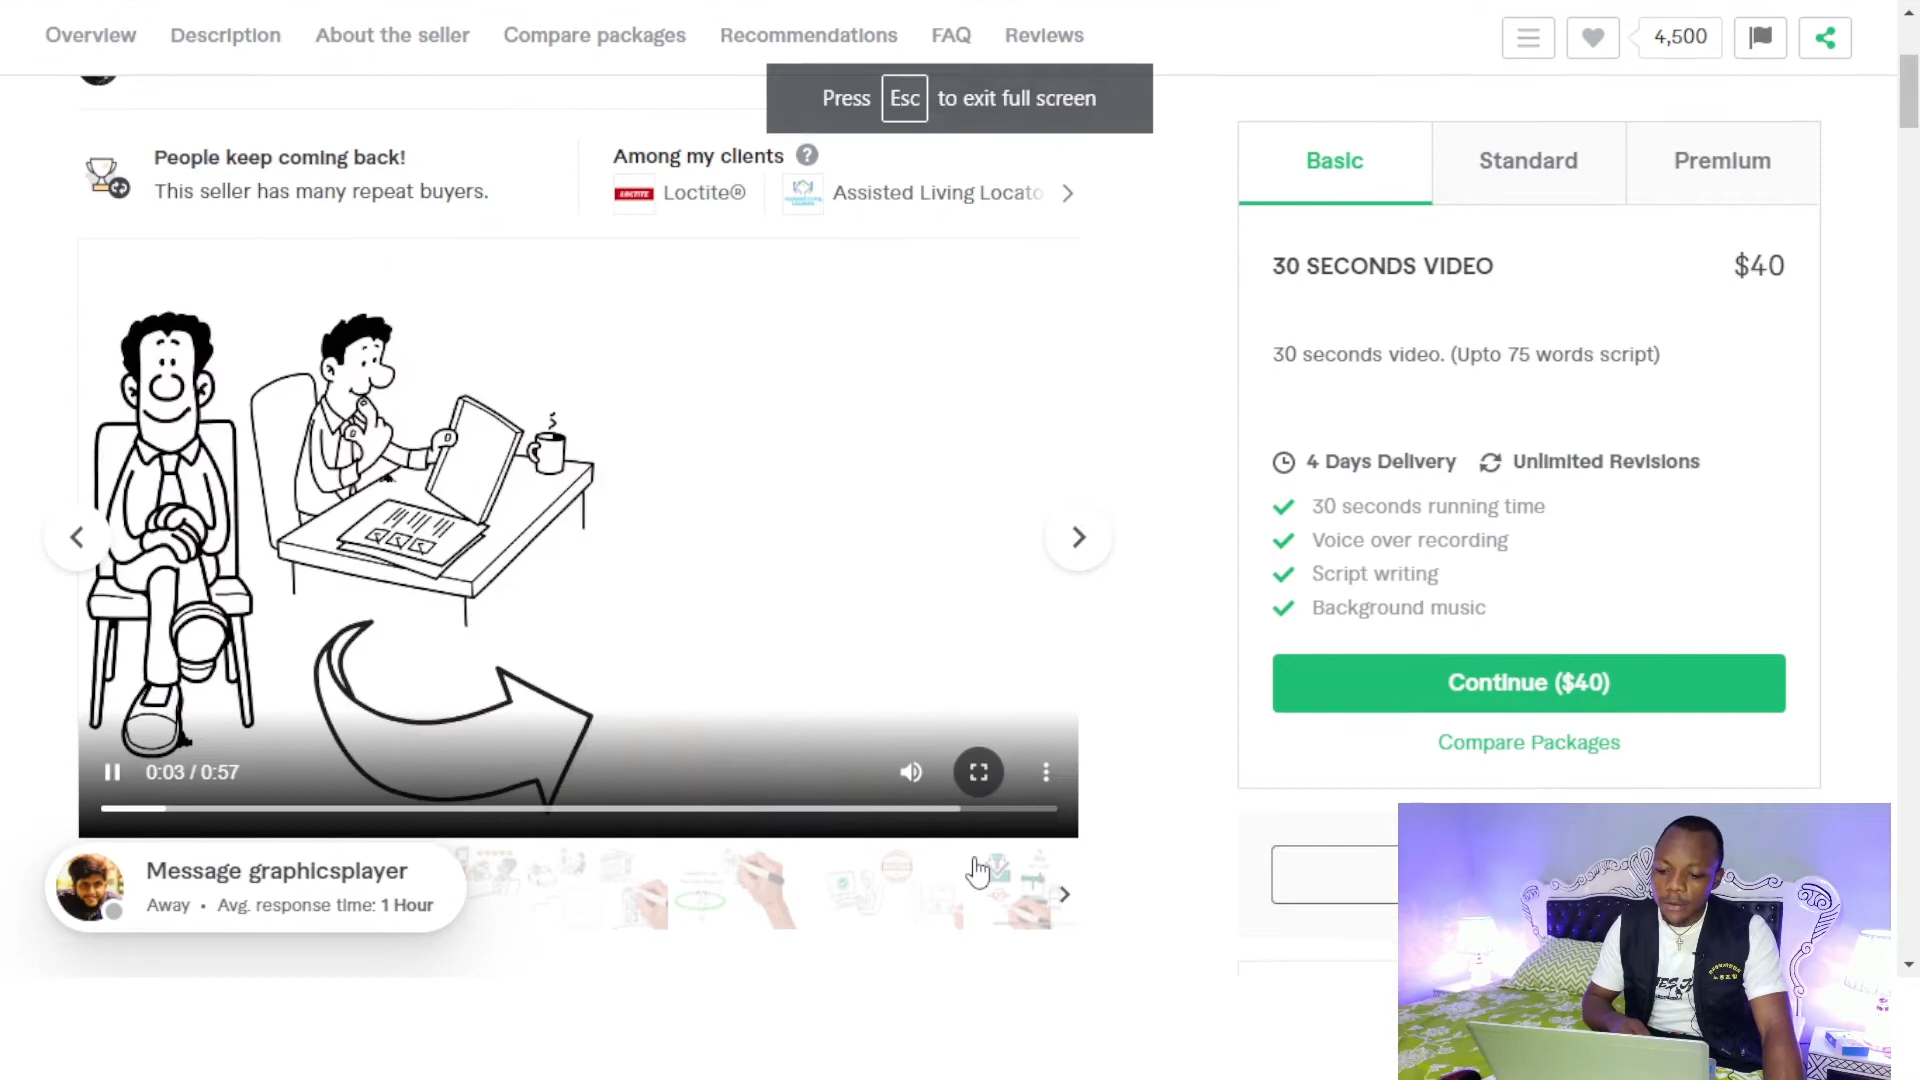 Overview Description About the seller Compare packages Recommendations FAQ Reviews
4,500
Press Esc to exit full screen
People keep coming back!
This seller has many repeat buyers.
Among my clients ?
LOCTITE Loctite® Assisted Living Locato
Basic Standard Premium
30 SECONDS VIDEO $40
30 seconds video. (Upto 75 words script)
4 Days Delivery Unlimited Revisions
30 seconds running time
Voice over recording
Script writing
Background music
Continue ($40)
Compare Packages
0:03 / 0:57
Message graphicsplayer
Away • Avg. response time: 1 Hour